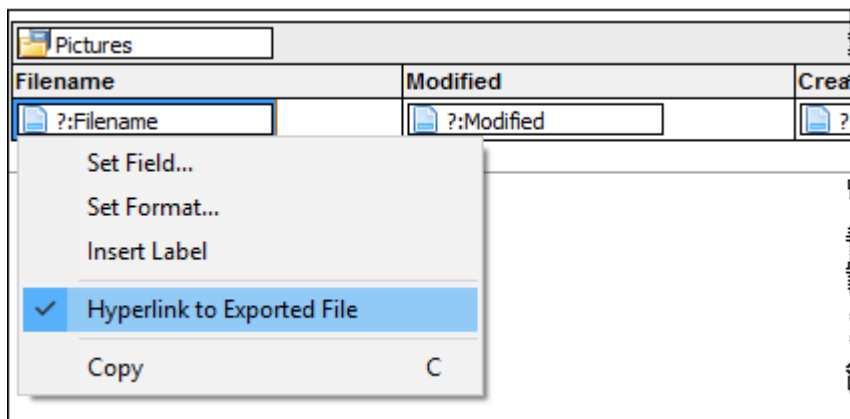 Pictures
Filename Modified Crea
?:Filename ?:Modified ?
Set Field...
Set Format...
Insert Label
Hyperlink to Exported File
Copy C